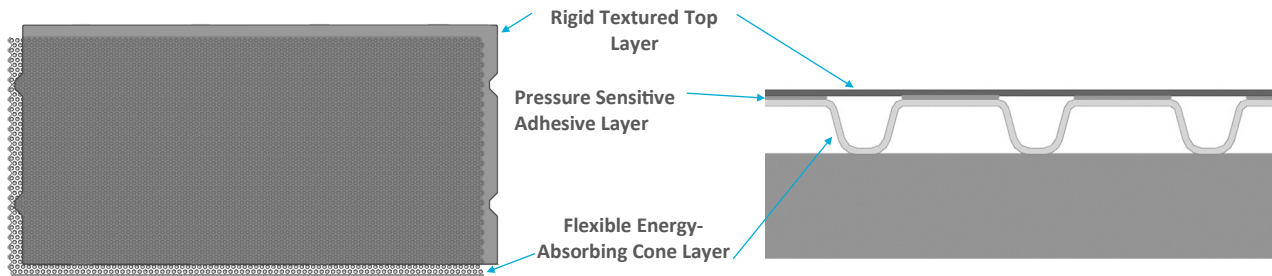 Rigid Textured Top
Layer
Pressure Sensitive
Adhesive Layer
Flexible Energy-
Absorbing Cone Layer